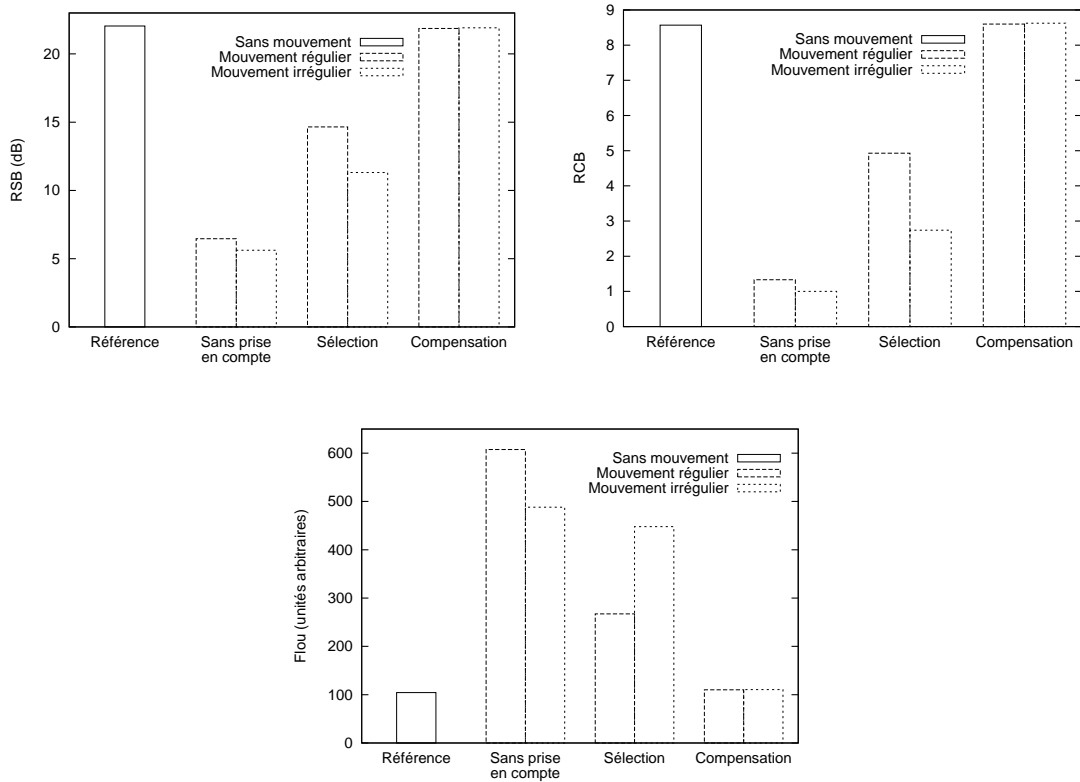 RSB (dB)
20
15
10
5
0
Sans mouvement
Mouvement régulier
Mouvement irrégulier
Référence
Sans prise
en compte
Sélection
Compensation
RCB
9
8
7
6
5
4
3
2
1
0
Sans mouvement
Mouvement régulier
Mouvement irrégulier
Référence
Sans prise
en compte
Sélection
Compensation
Flou (unités arbitraires)
600
500
400
300
200
100
0
Sans mouvement
Mouvement régulier
Mouvement irrégulier
Référence
Sans prise
en compte
Sélection
Compensation